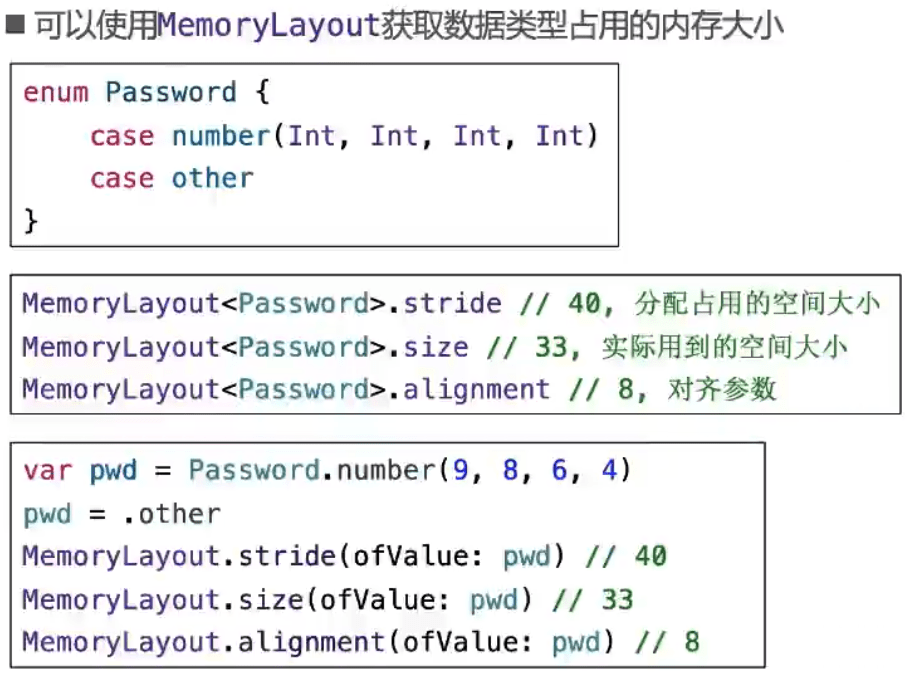 ■ 可以使用MemoryLayout获取数据类型占用的内存大小
enum Password {
    case number(Int, Int, Int, Int)
    case other
}
MemoryLayout<Password>.stride // 40, 分配占用的空间大小
MemoryLayout<Password>.size // 33, 实际用到的空间大小
MemoryLayout<Password>.alignment // 8, 对齐参数
var pwd = Password.number(9, 8, 6, 4)
pwd = .other
MemoryLayout.stride(ofValue: pwd) // 40
MemoryLayout.size(ofValue: pwd) // 33
MemoryLayout.alignment(ofValue: pwd) // 8